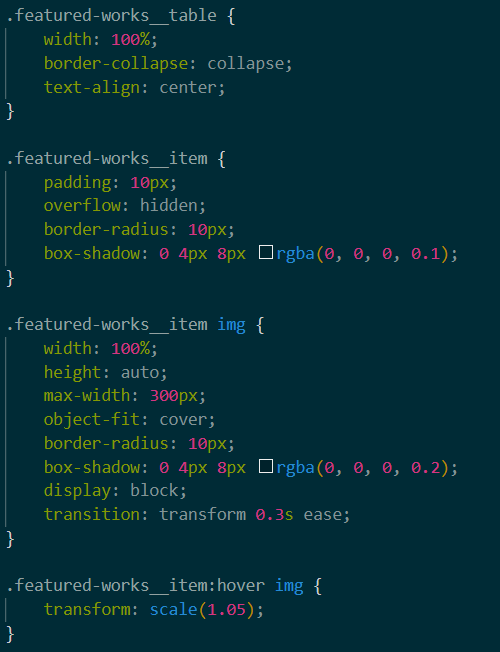 .featured-works__table {
    width: 100%;
    border-collapse: collapse;
    text-align: center;
}

.featured-works__item {
    padding: 10px;
    overflow: hidden;
    border-radius: 10px;
    box-shadow: 0 4px 8px rgba(0, 0, 0, 0.1);
}

.featured-works__item img {
    width: 100%;
    height: auto;
    max-width: 300px;
    object-fit: cover;
    border-radius: 10px;
    box-shadow: 0 4px 8px rgba(0, 0, 0, 0.2);
    display: block;
    transition: transform 0.3s ease;
}

.featured-works__item:hover img {
    transform: scale(1.05);
}